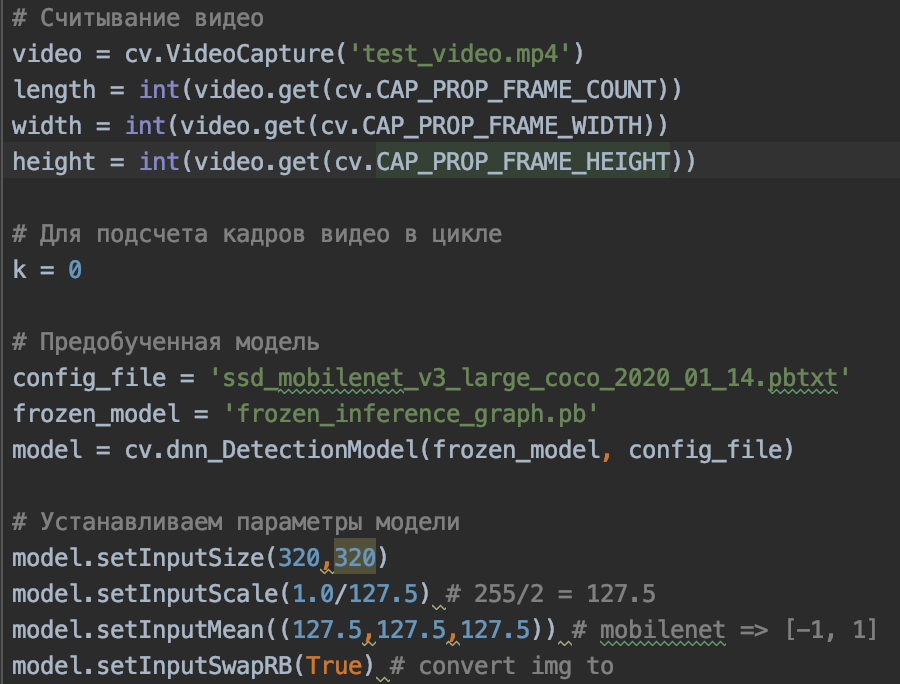 # Считывание видео
video = cv.VideoCapture('test_video.mp4')
length = int(video.get(cv.CAP_PROP_FRAME_COUNT))
width = int(video.get(cv.CAP_PROP_FRAME_WIDTH))
height = int(video.get(cv.CAP_PROP_FRAME_HEIGHT))
# Для подсчета кадров видео в цикле
k = 0
# Предобученная модель
config_file = 'ssd_mobilenet_v3_large_coco_2020_01_14.pbtxt'
frozen_model = 'frozen_inference_graph.pb'
model = cv.dnn_DetectionModel(frozen_model, config_file)
# Устанавливаем параметры модели
model.setInputSize(320,320)
model.setInputScale(1.0/127.5) # 255/2 = 127.5
model.setInputMean((127.5,127.5,127.5)) # mobilenet => [-1, 1]
model.setInputSwapRB(True) # convert img to